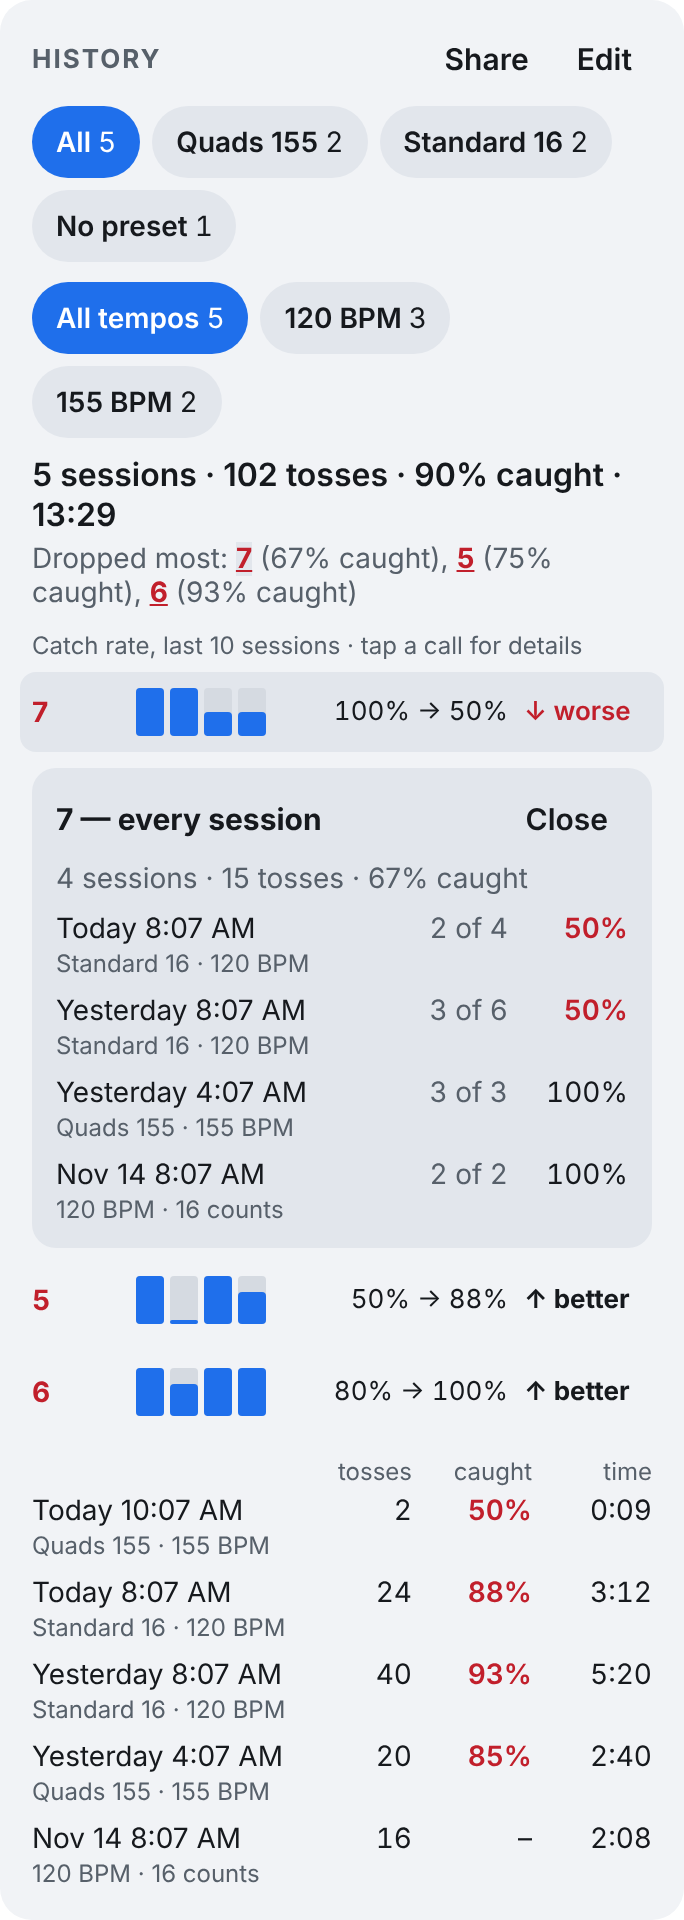 HISTORY Share Edit
All 5 Quads 155 2 Standard 16 2
No preset 1
All tempos 5 120 BPM 3
155 BPM 2
5 sessions · 102 tosses · 90% caught ·
13:29
Dropped most: 7 (67% caught), 5 (75%
caught), 6 (93% caught)
Catch rate, last 10 sessions · tap a call for details
7 100% → 50% ↓ worse
7 — every session Close
4 sessions · 15 tosses · 67% caught
Today 8:07 AM 2 of 4 50%
Standard 16 · 120 BPM
Yesterday 8:07 AM 3 of 6 50%
Standard 16 · 120 BPM
Yesterday 4:07 AM 3 of 3 100%
Quads 155 · 155 BPM
Nov 14 8:07 AM 2 of 2 100%
120 BPM · 16 counts
5 50% → 88% ↑ better
6 80% → 100% ↑ better
tosses caught time
Today 10:07 AM 2 50% 0:09
Quads 155 · 155 BPM
Today 8:07 AM 24 88% 3:12
Standard 16 · 120 BPM
Yesterday 8:07 AM 40 93% 5:20
Standard 16 · 120 BPM
Yesterday 4:07 AM 20 85% 2:40
Quads 155 · 155 BPM
Nov 14 8:07 AM 16 – 2:08
120 BPM · 16 counts